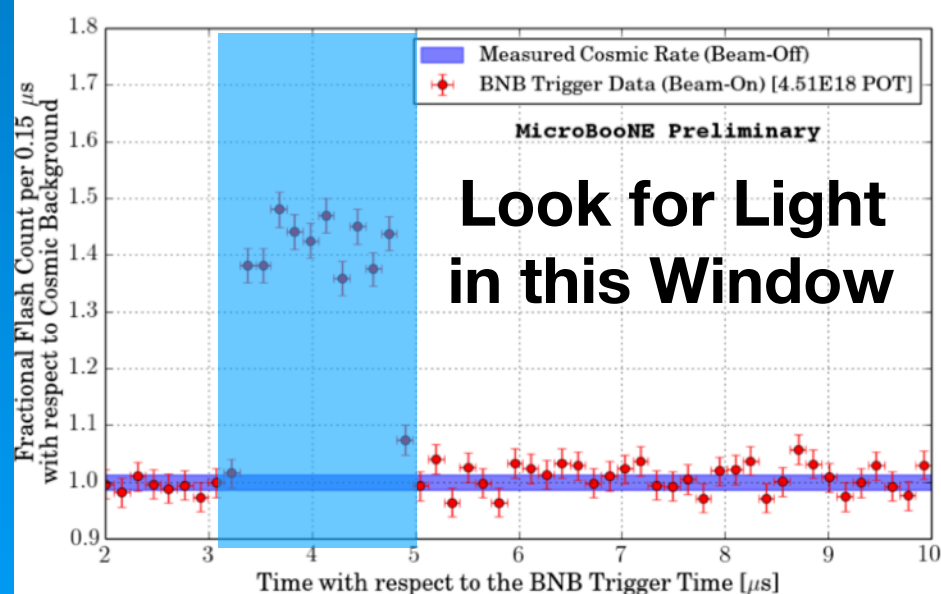 1.8
1.7
1.6
1.5
1.4
1.3
1.2
1.1
1.0
0.9
Fractional Flash Count per 0.15 μs
with respect to Cosmic Background
Measured Cosmic Rate (Beam-Off)
BNB Trigger Data (Beam-On) [4.51E18 POT]
MicroBooNE Preliminary
Look for Light
in this Window
2 3 4 5 6 7 8 9 10
Time with respect to the BNB Trigger Time [μs]